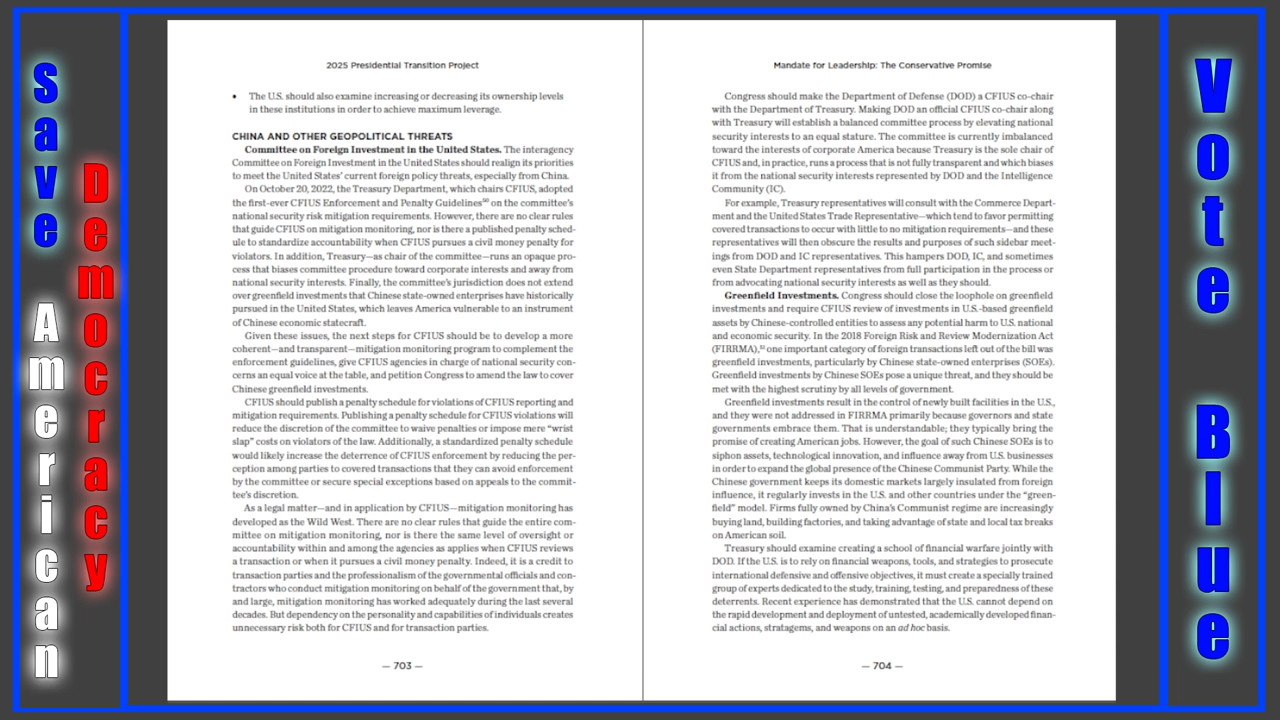 Save American
Democracy
2025 Presidential Transition Project
• The U.S. should also examine increasing or decreasing its ownership levels
in these institutions in order to achieve maximum leverage.
CHINA AND OTHER GEOPOLITICAL THREATS
Committee on Foreign Investment in the United States. The interagency
Committee on Foreign Investment in the United States should realign its priorities
to meet the United States' current foreign policy threats, especially from China.
On October 20, 2022, the Treasury Department, which chairs CFIUS, adopted
the first-ever CFIUS Enforcement and Penalty Guidelines⁵⁰ on the committee's
national security risk mitigation requirements. However, there are no clear rules
that guide CFIUS on mitigation monitoring, nor is there a published penalty sched-
ule to standardize accountability when CFIUS pursues a civil money penalty for
violators. In addition, Treasury—as chair of the committee—runs an opaque pro-
cess that biases committee procedure toward corporate interests and away from
national security interests. Finally, the committee's jurisdiction does not extend
over greenfield investments that Chinese state-owned enterprises have historically
pursued in the United States, which leaves America vulnerable to an instrument
of Chinese economic statecraft.
Given these issues, the next steps for CFIUS should be to develop a more
coherent—and transparent—mitigation monitoring program to complement the
enforcement guidelines, give CFIUS agencies in charge of national security con-
cerns an equal voice at the table, and petition Congress to amend the law to cover
Chinese greenfield investments.
CFIUS should publish a penalty schedule for violations of CFIUS reporting and
mitigation requirements. Publishing a penalty schedule for CFIUS violations will
reduce the discretion of the committee to waive penalties or impose mere "wrist
slap" costs on violators of the law. Additionally, a standardized penalty schedule
would likely increase the deterrence of CFIUS enforcement by reducing the per-
ception among parties to covered transactions that they can avoid enforcement
by the committee or secure special exceptions based on appeals to the commit-
tee's discretion.
As a legal matter—and in application by CFIUS—mitigation monitoring has
developed as the Wild West. There are no clear rules that guide the entire com-
mittee on mitigation monitoring, nor is there the same level of oversight or
accountability within and among the agencies as applies when CFIUS reviews
a transaction or when it pursues a civil money penalty. Indeed, it is a credit to
transaction parties and the professionalism of the governmental officials and con-
tractors who conduct mitigation monitoring on behalf of the government that, by
and large, mitigation monitoring has worked adequately during the last several
decades. But dependency on the personality and capabilities of individuals creates
unnecessary risk both for CFIUS and for transaction parties.
— 703 —
Mandate for Leadership: The Conservative Promise
Congress should make the Department of Defense (DOD) a CFIUS co-chair
with the Department of Treasury. Making DOD an official CFIUS co-chair along
with Treasury will establish a balanced committee process by elevating national
security interests to an equal stature. The committee is currently imbalanced
toward the interests of corporate America because Treasury is the sole chair of
CFIUS and, in practice, runs a process that is not fully transparent and which biases
it from the national security interests represented by DOD and the Intelligence
Community (IC).
For example, Treasury representatives will consult with the Commerce Depart-
ment and the United States Trade Representative—which tend to favor permitting
covered transactions to occur with little to no mitigation requirements—and these
representatives will then obscure the results and purposes of such sidebar meet-
ings from DOD and IC representatives. This hampers DOD, IC, and sometimes
even State Department representatives from full participation in the process or
from advocating national security interests as well as they should.
Greenfield Investments. Congress should close the loophole on greenfield
investments and require CFIUS review of investments in U.S.-based greenfield
assets by Chinese-controlled entities to assess any potential harm to U.S. national
and economic security. In the 2018 Foreign Risk and Review Modernization Act
(FIRRMA),⁵¹ one important category of foreign transactions left out of the bill was
greenfield investments, particularly by Chinese state-owned enterprises (SOEs).
Greenfield investments by Chinese SOEs pose a unique threat, and they should be
met with the highest scrutiny by all levels of government.
Greenfield investments result in the control of newly built facilities in the U.S.,
and they were not addressed in FIRRMA primarily because governors and state
governments embrace them. That is understandable; they typically bring the
promise of creating American jobs. However, the goal of such Chinese SOEs is to
siphon assets, technological innovation, and influence away from U.S. businesses
in order to expand the global presence of the Chinese Communist Party. While the
Chinese government keeps its domestic markets largely insulated from foreign
influence, it regularly invests in the U.S. and other countries under the "green-
field" model. Firms fully owned by China's Communist regime are increasingly
buying land, building factories, and taking advantage of state and local tax breaks
on American soil.
Treasury should examine creating a school of financial warfare jointly with
DOD. If the U.S. is to rely on financial weapons, tools, and strategies to prosecute
international defensive and offensive objectives, it must create a specially trained
group of experts dedicated to the study, training, testing, and preparedness of these
deterrents. Recent experience has demonstrated that the U.S. cannot depend on
the rapid development and deployment of untested, academically developed finan-
cial actions, stratagems, and weapons on an ad hoc basis.
— 704 —
Vote Blue